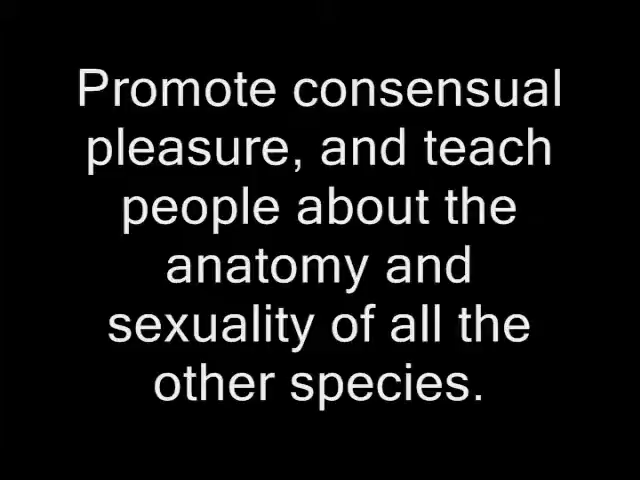 Promote consensual
pleasure, and teach
people about the
anatomy and
sexuality of all the
other species.